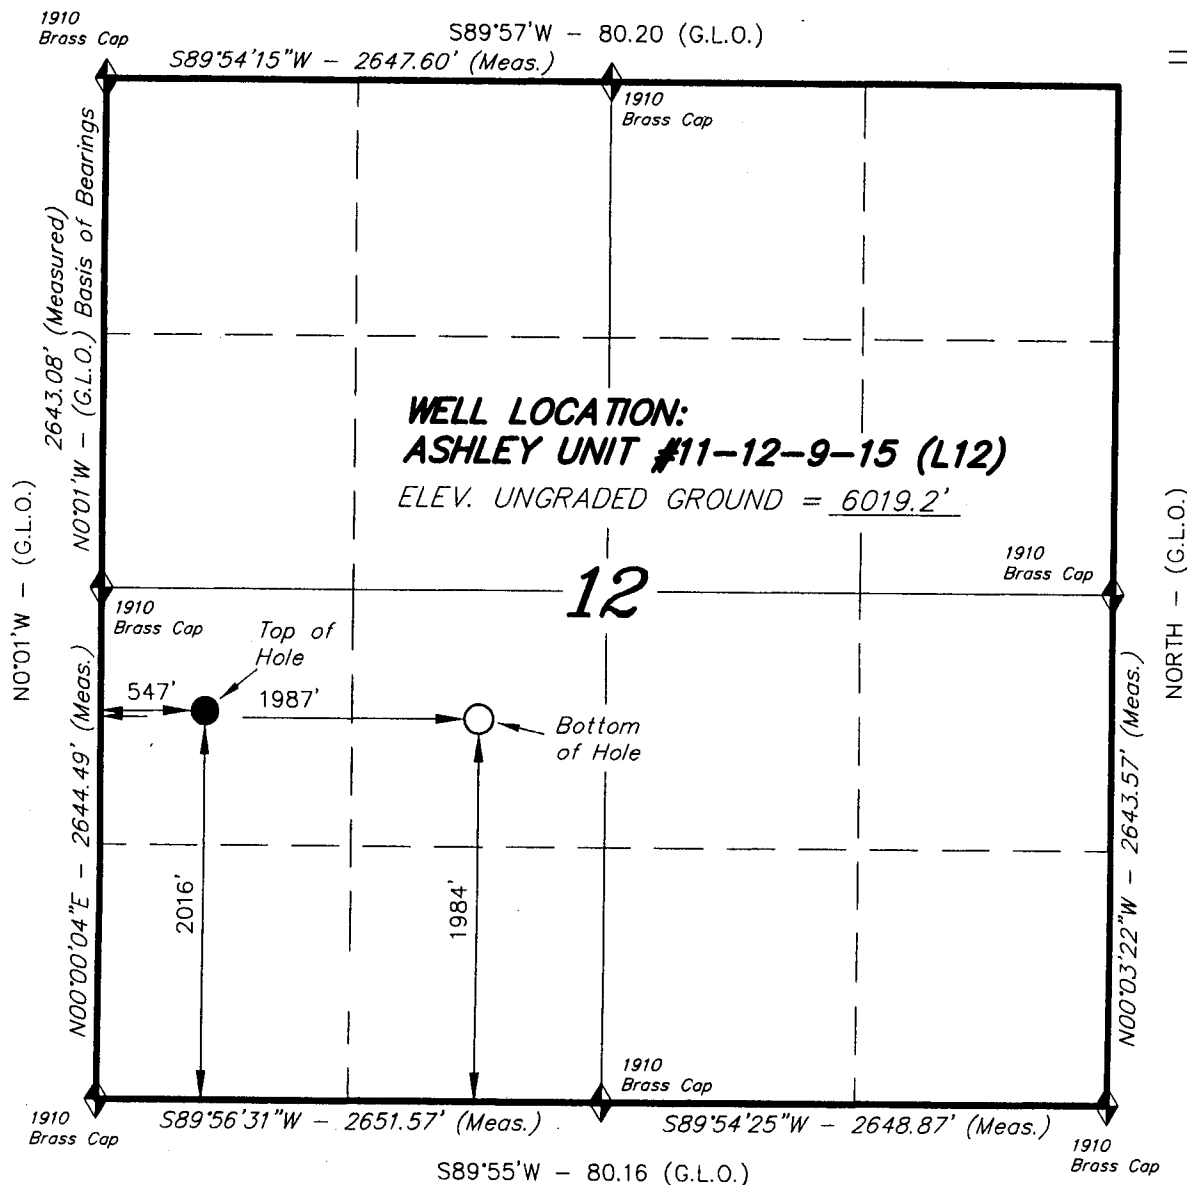 1910
Brass Cap
S89°57'W – 80.20 (G.L.O.)
S89°54'15"W – 2647.60' (Meas.)
1910
Brass Cap
2643.08' (Measured)
N0°01'W – (G.L.O.) Basis of Bearings
WELL LOCATION:
ASHLEY UNIT #11–12–9–15 (L12)
ELEV. UNGRADED GROUND = 6019.2'
N0°01'W – (G.L.O.)
NORTH – (G.L.O.)
1910
Brass Cap
12
1910
Brass Cap
Top of
Hole
547'
1987'
Bottom
of Hole
N00°00'04"E – 2644.49' (Meas.)
2016'
1984'
N00°03'22"W – 2643.57' (Meas.)
1910
Brass Cap
1910
Brass Cap
S89°56'31"W – 2651.57' (Meas.)
S89°54'25"W – 2648.87' (Meas.)
1910
Brass Cap
S89°55'W – 80.16 (G.L.O.)